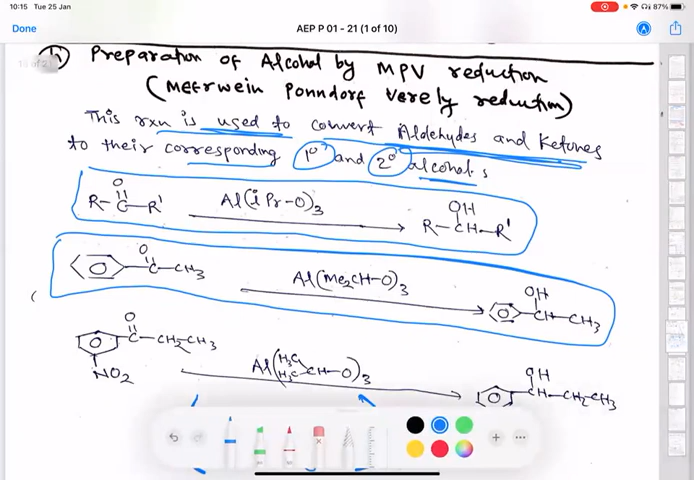 10:15 Tue 25 Jan
87%
Done
AEP P 01 - 21 (1 of 10)
Preparation of Alcohol by MPV reduction
(Meerwein Ponndorf Verely reduction)
This rxn is used to convert Aldehydes and Ketones
to their corresponding 1° and 2° alcohols
O
R-C-R' Al(i Pr-O)3 OH
R-CH-R'
O
C-CH3 Al(Me2CH-O)3 OH
CH-CH3
O
C-CH2-CH3 Al(H3C H3C CH-O)3 OH
CH-CH2-CH3
NO2